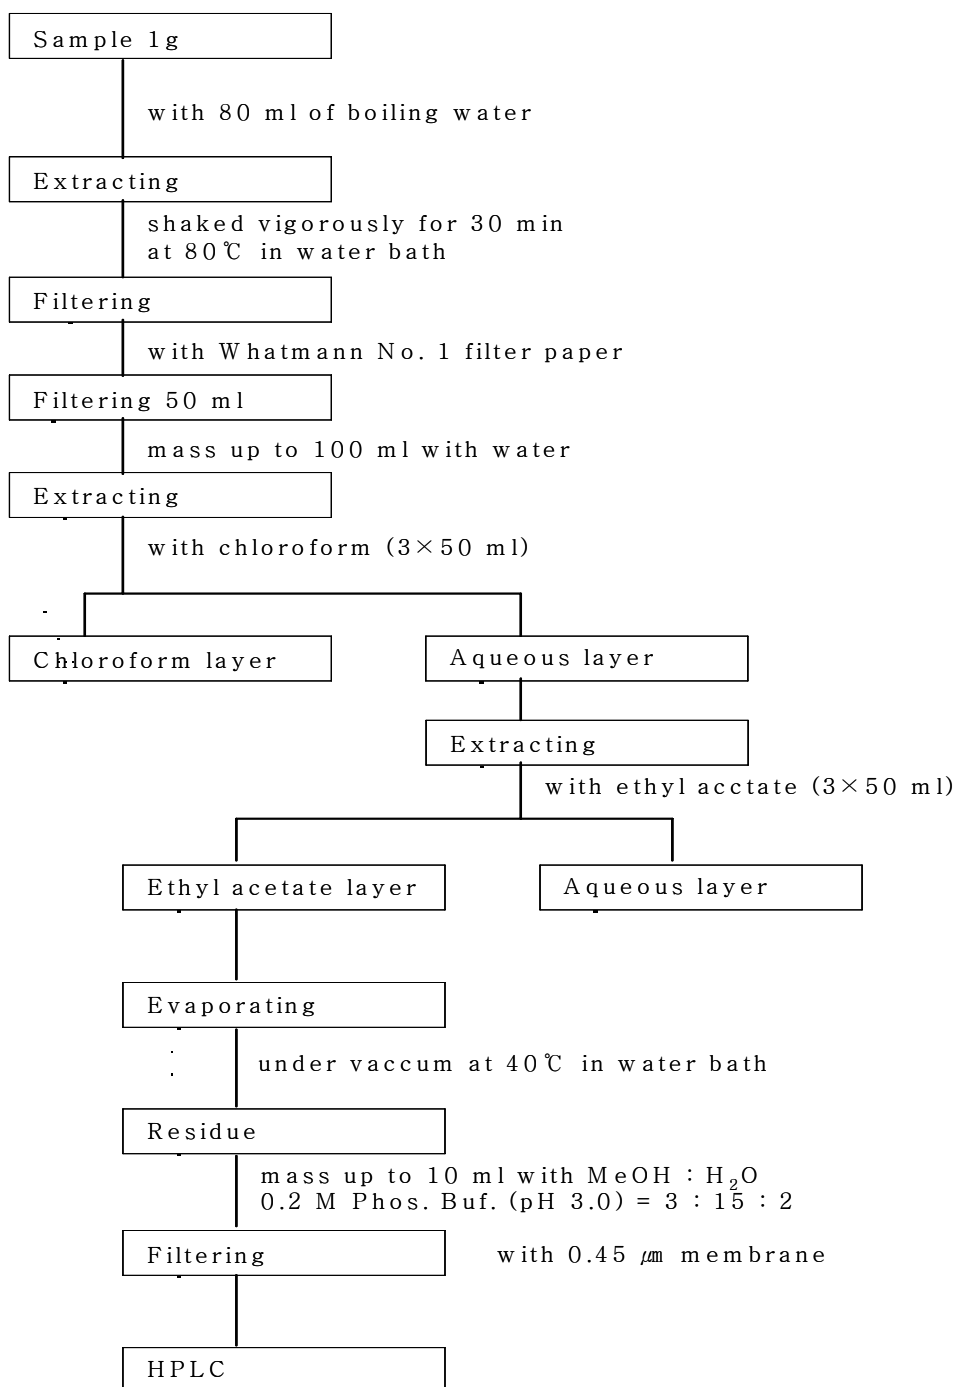 Sample 1g
with 80 ml of boiling water
Extracting
shaked vigorously for 30 min
at 80℃ in water bath
Filtering
with Whatmann No. 1 filter paper
Filtering 50 ml
mass up to 100 ml with water
Extracting
with chloroform (3×50 ml)
Chloroform layer
Aqueous layer
Extracting
with ethyl acctate (3×50 ml)
Ethyl acetate layer
Aqueous layer
Evaporating
under vaccum at 40℃ in water bath
Residue
mass up to 10 ml with MeOH : H₂O
0.2 M Phos. Buf. (pH 3.0) = 3 : 15 : 2
Filtering
with 0.45 ㎛ membrane
HPLC